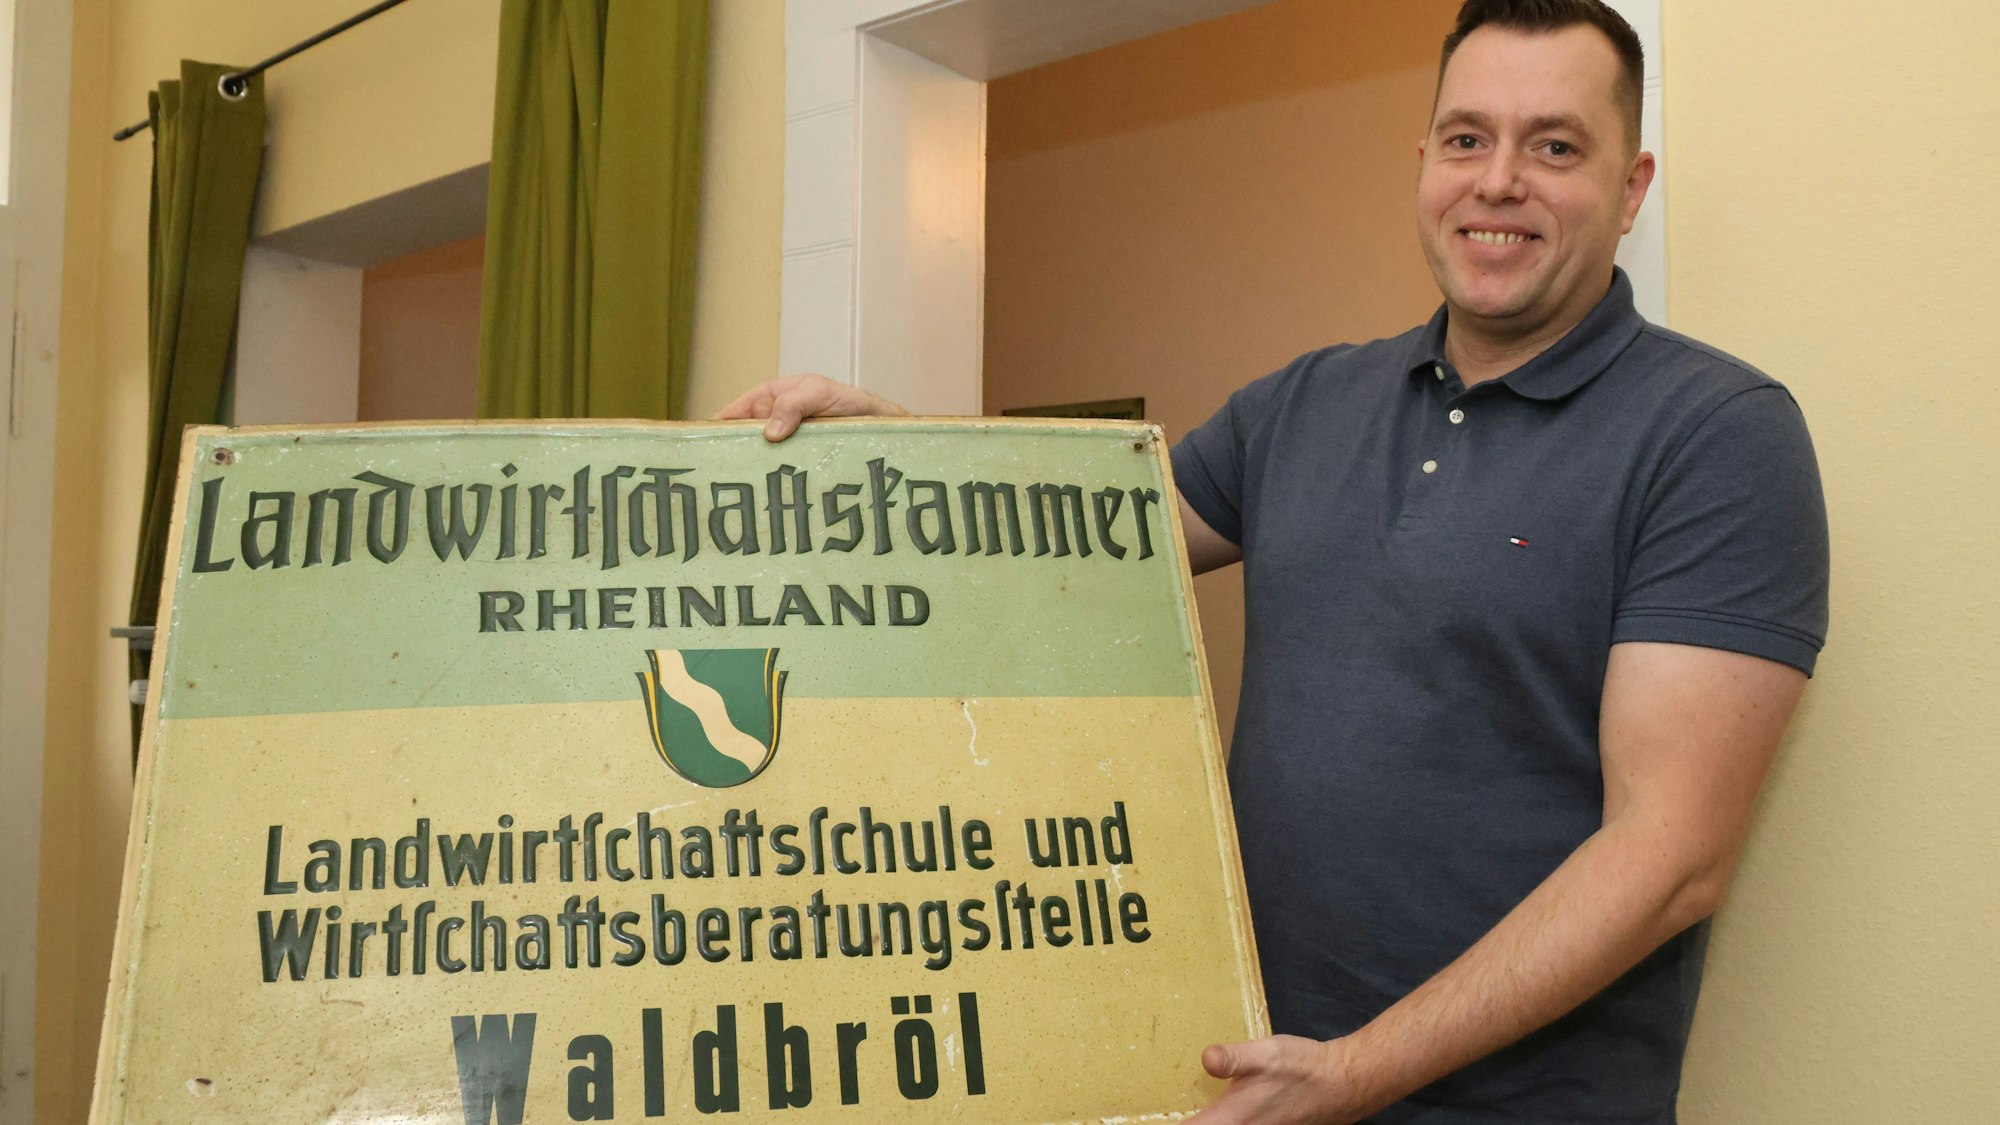 Landwirtſchaftskammer
RHEINLAND
Landwirtſchaftsſchule und
Wirtſchaftsberatungsſtelle
Waldbröl